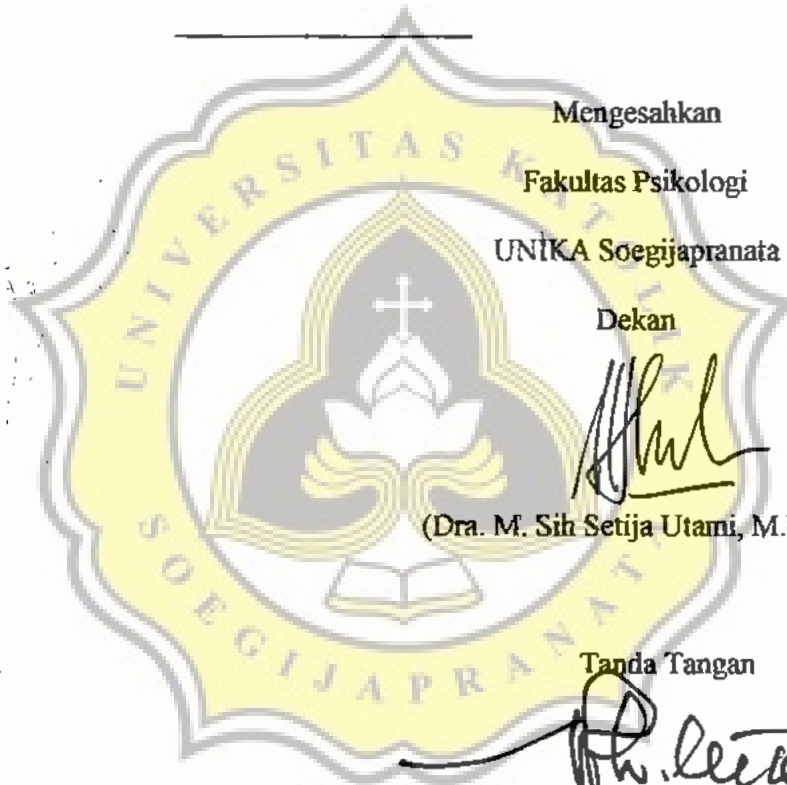 Mengesahkan
Fakultas Psikologi
UNIKA Soegijapranata
Dekan
(Dra. M. Sih Setija Utami, M.
Tanda Tangan
UNIVERSITAS KATOLIK
SOEGIJAPRANATA